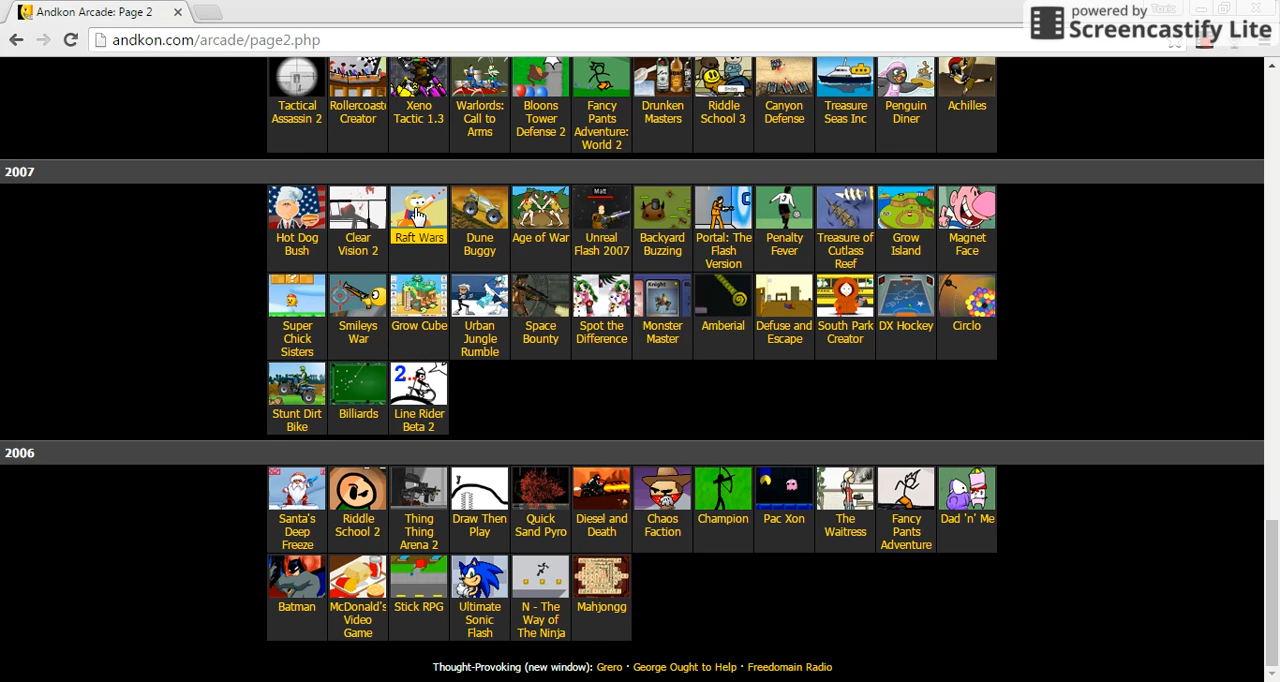 Andkon Arcade: Page 2
powered by
Screencastify Lite
andkon.com/arcade/page2.php
Tactical Assassin 2
Rollercoaste Creator
Xeno Tactic 1.3
Warlords: Call to Arms
Bloons Tower Defense 2
Fancy Pants Adventure: World 2
Drunken Masters
Riddle School 3
Canyon Defense
Treasure Seas Inc
Penguin Diner
Achilles
2007
Hot Dog Bush
Clear Vision 2
Raft Wars
Dune Buggy
Age of War
Matt
Unreal Flash 2007
Backyard Buzzing
Portal: The Flash Version
Penalty Fever
Treasure of Cutlass Reef
Grow Island
Magnet Face
Super Chick Sisters
Smileys War
Grow Cube
Urban Jungle Rumble
Space Bounty
Spot the Difference
Knight
Monster Master
Amberial
Defuse and Escape
South Park Creator
DX Hockey
Circlo
Stunt Dirt Bike
Billiards
2...
Line Rider Beta 2
2006
Santa's Deep Freeze
Riddle School 2
Thing Thing Arena 2
Draw Then Play
Quick Sand Pyro
Diesel and Death
Chaos Faction
Champion
Pac Xon
The Waitress
Fancy Pants Adventure
Dad 'n' Me
Batman
McDonald's Video Game
Stick RPG
Ultimate Sonic Flash
N - The Way of The Ninja
Mahjongg
Thought-Provoking (new window): Grero · George Ought to Help · Freedomain Radio